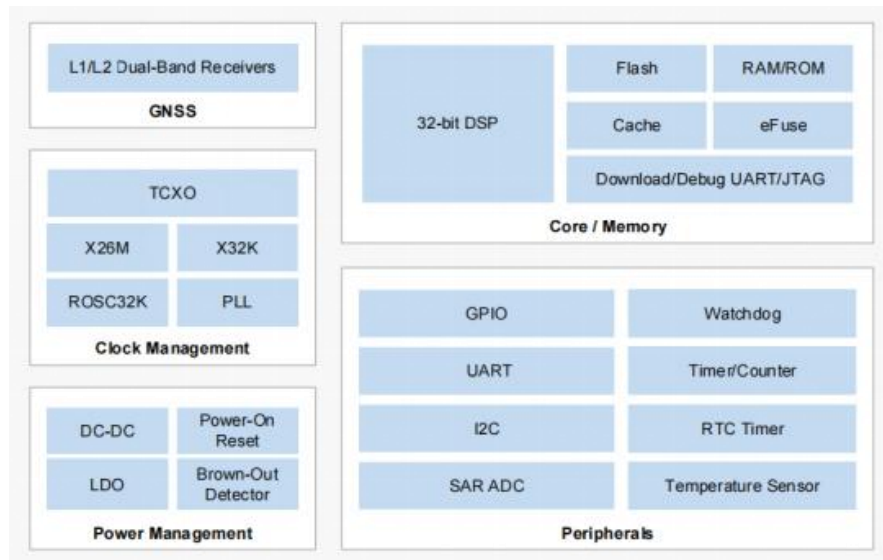 L1/L2 Dual-Band Receivers
GNSS
TCXO
X26M
X32K
ROSC32K
PLL
Clock Management
DC-DC
Power-On
Reset
LDO
Brown-Out
Detector
Power Management
32-bit DSP
Flash
RAM/ROM
Cache
eFuse
Download/Debug UART/JTAG
Core / Memory
GPIO
Watchdog
UART
Timer/Counter
I2C
RTC Timer
SAR ADC
Temperature Sensor
Peripherals